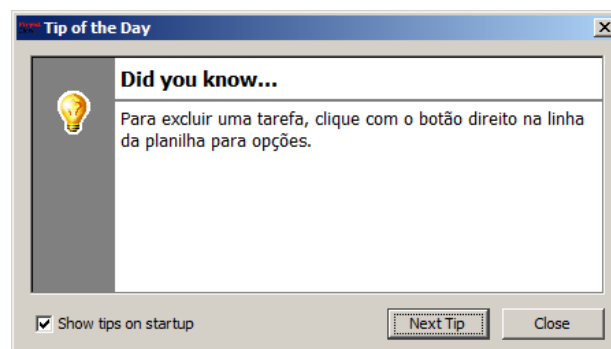 Tip of the Day
Did you know...
Para excluir uma tarefa, clique com o botão direito na linha
da planilha para opções.
Show tips on startup
Next Tip
Close